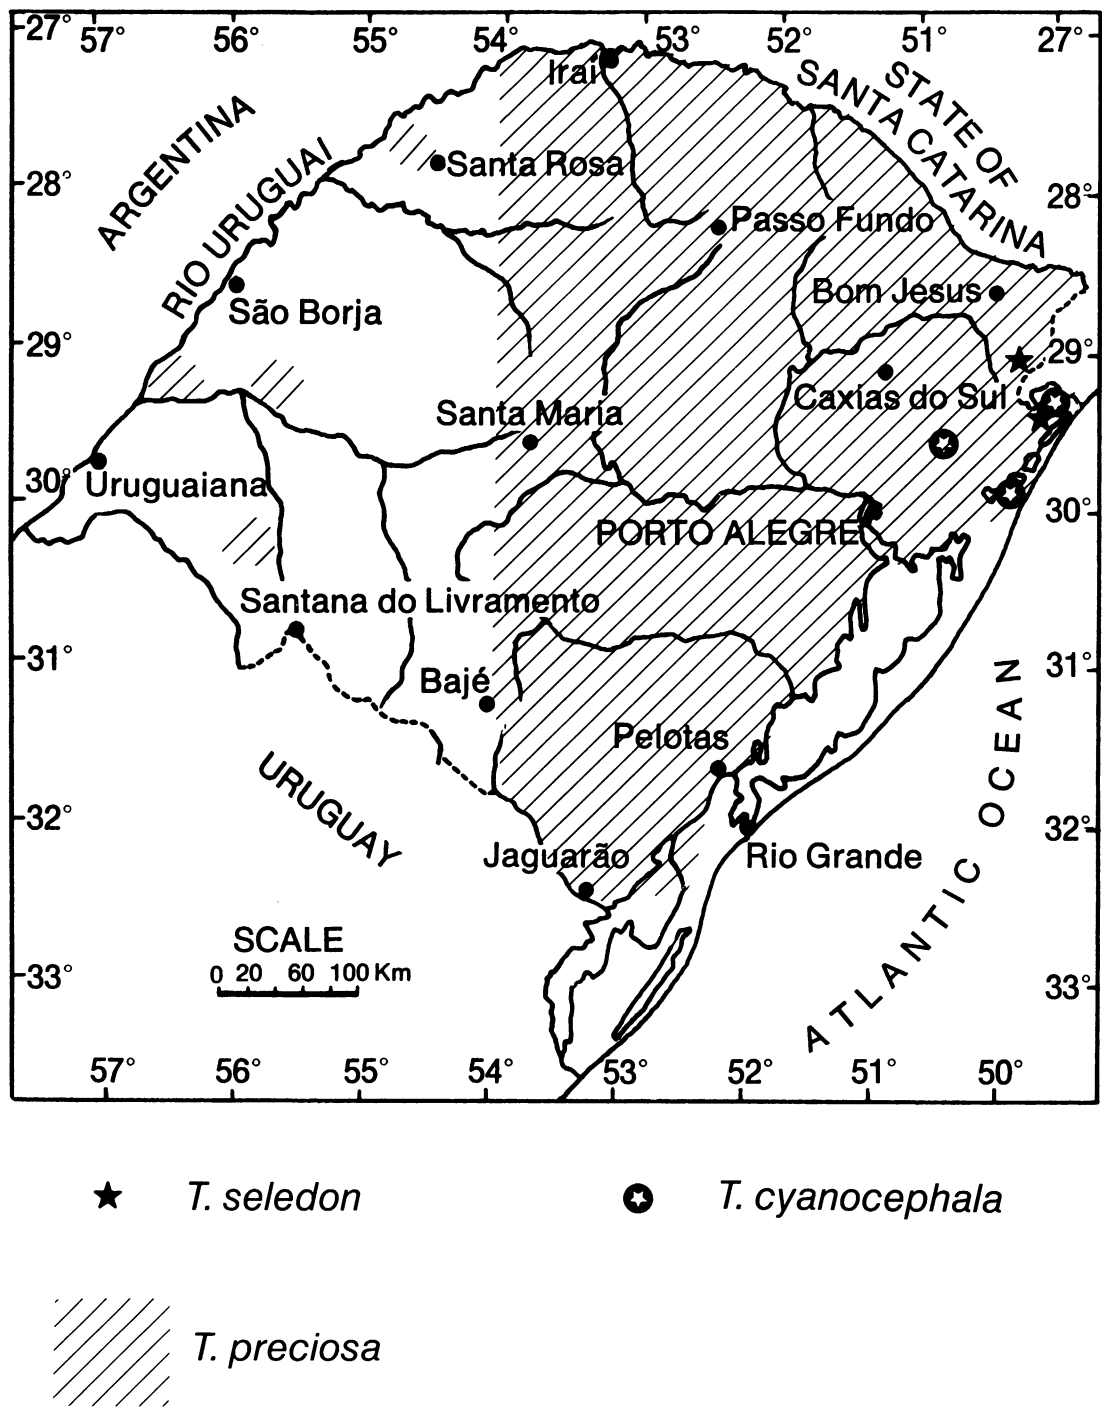 27°
57°
56°
55°
54°
53°
52°
51°
27°
Irai
STATE OF
SANTA CATARINA
ARGENTINA
RIO URUGUAI
Santa Rosa
28°
28°
Passo Fundo
São Borja
Bom Jesus
29°
29°
Caxias do Sul
Santa Maria
30°
Uruguaiana
30°
PORTO ALEGRE
Santana do Livramento
31°
31°
Bajé
Pelotas
URUGUAY
32°
32°
Jaguarão
Rio Grande
ATLANTIC OCEAN
SCALE
0 20 60 100 Km
33°
33°
57°
56°
55°
54°
53°
52°
51°
50°
T. seledon
T. cyanocephala
T. preciosa